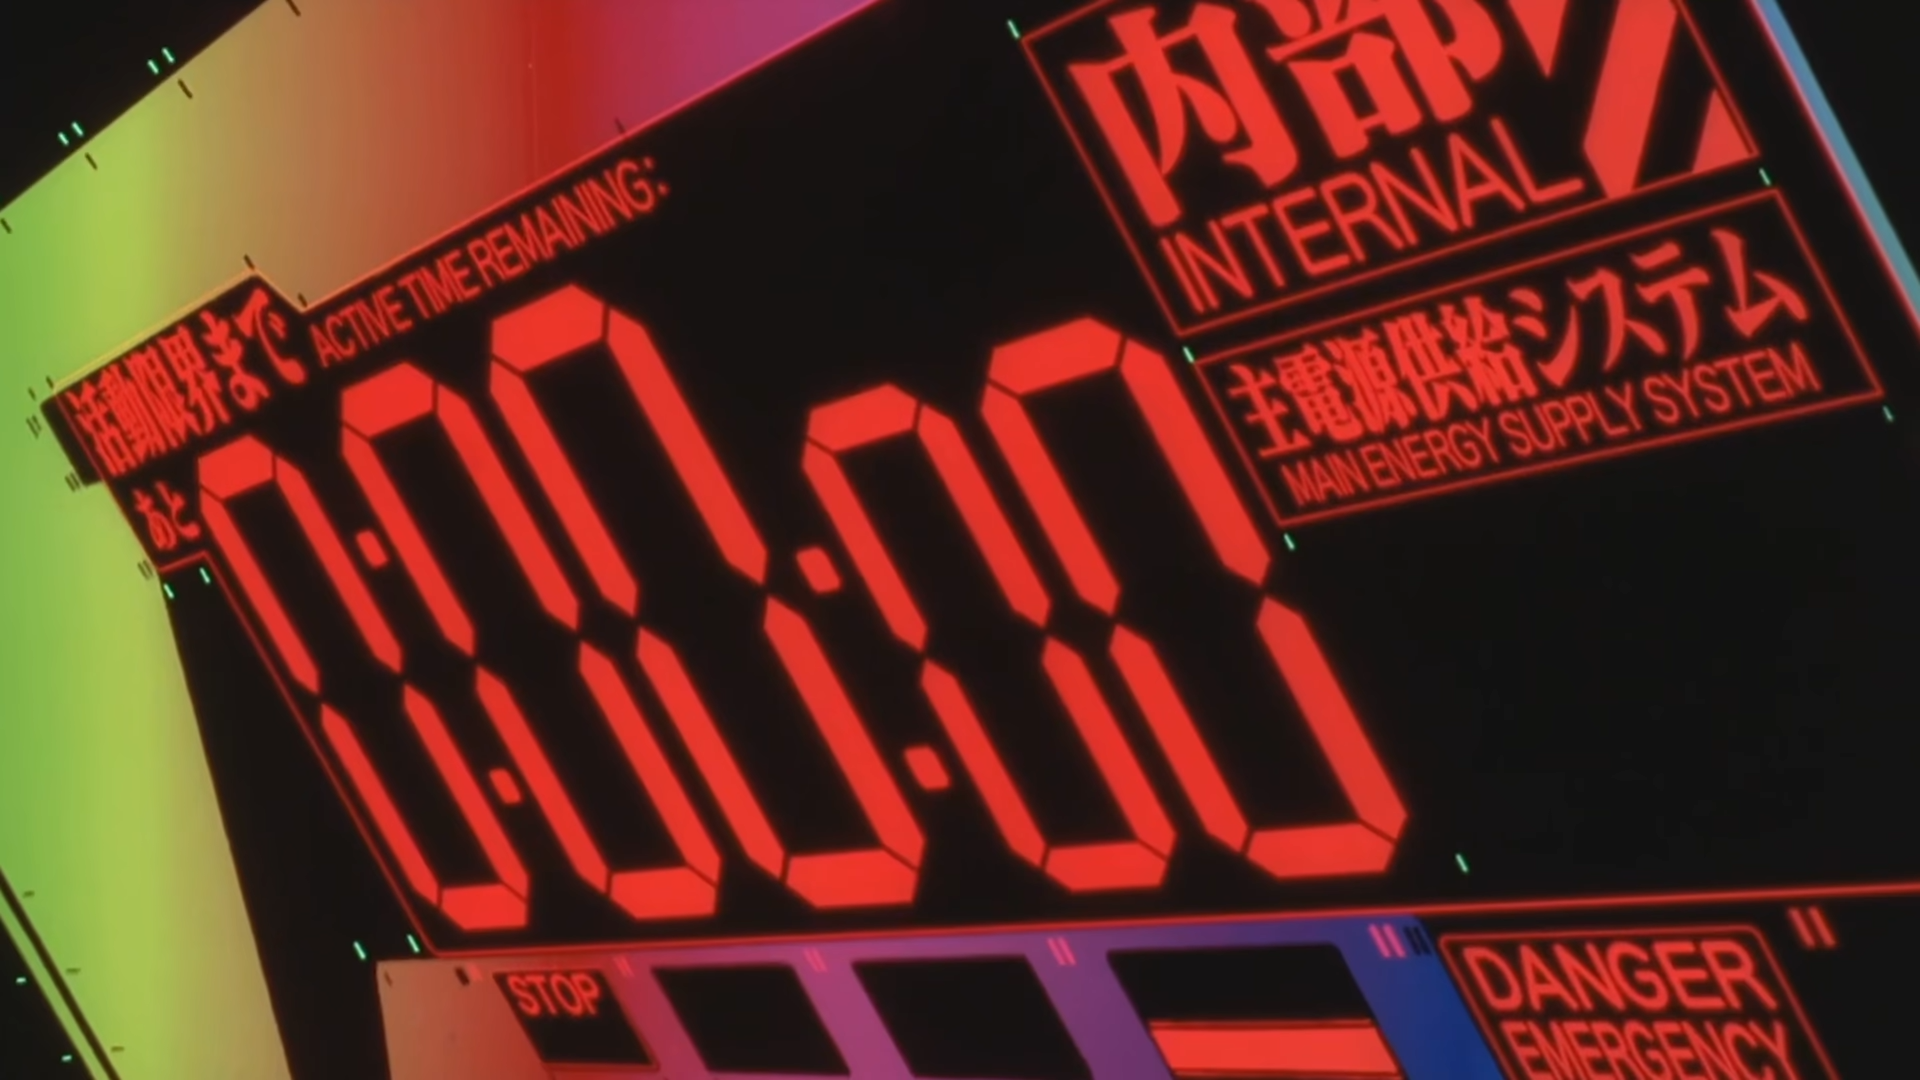 内部
INTERNAL
主電源供給システム
MAIN ENERGY SUPPLY SYSTEM
活動限界まで
ACTIVE TIME REMAINING:
あと
0:00:00
STOP
DANGER
EMERGENCY